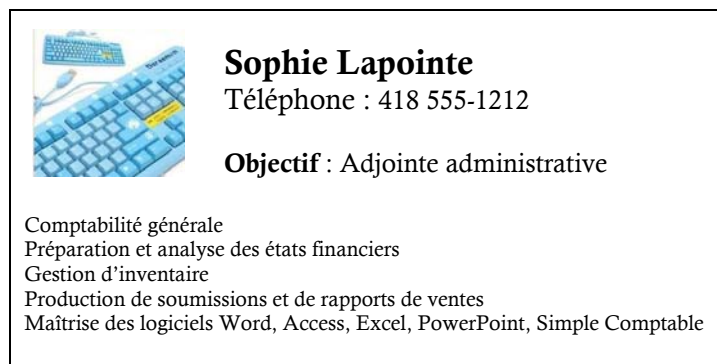 Sophie Lapointe
Téléphone : 418 555-1212
Objectif : Adjointe administrative
Comptabilité générale
Préparation et analyse des états financiers
Gestion d’inventaire
Production de soumissions et de rapports de ventes
Maîtrise des logiciels Word, Access, Excel, PowerPoint, Simple Comptable